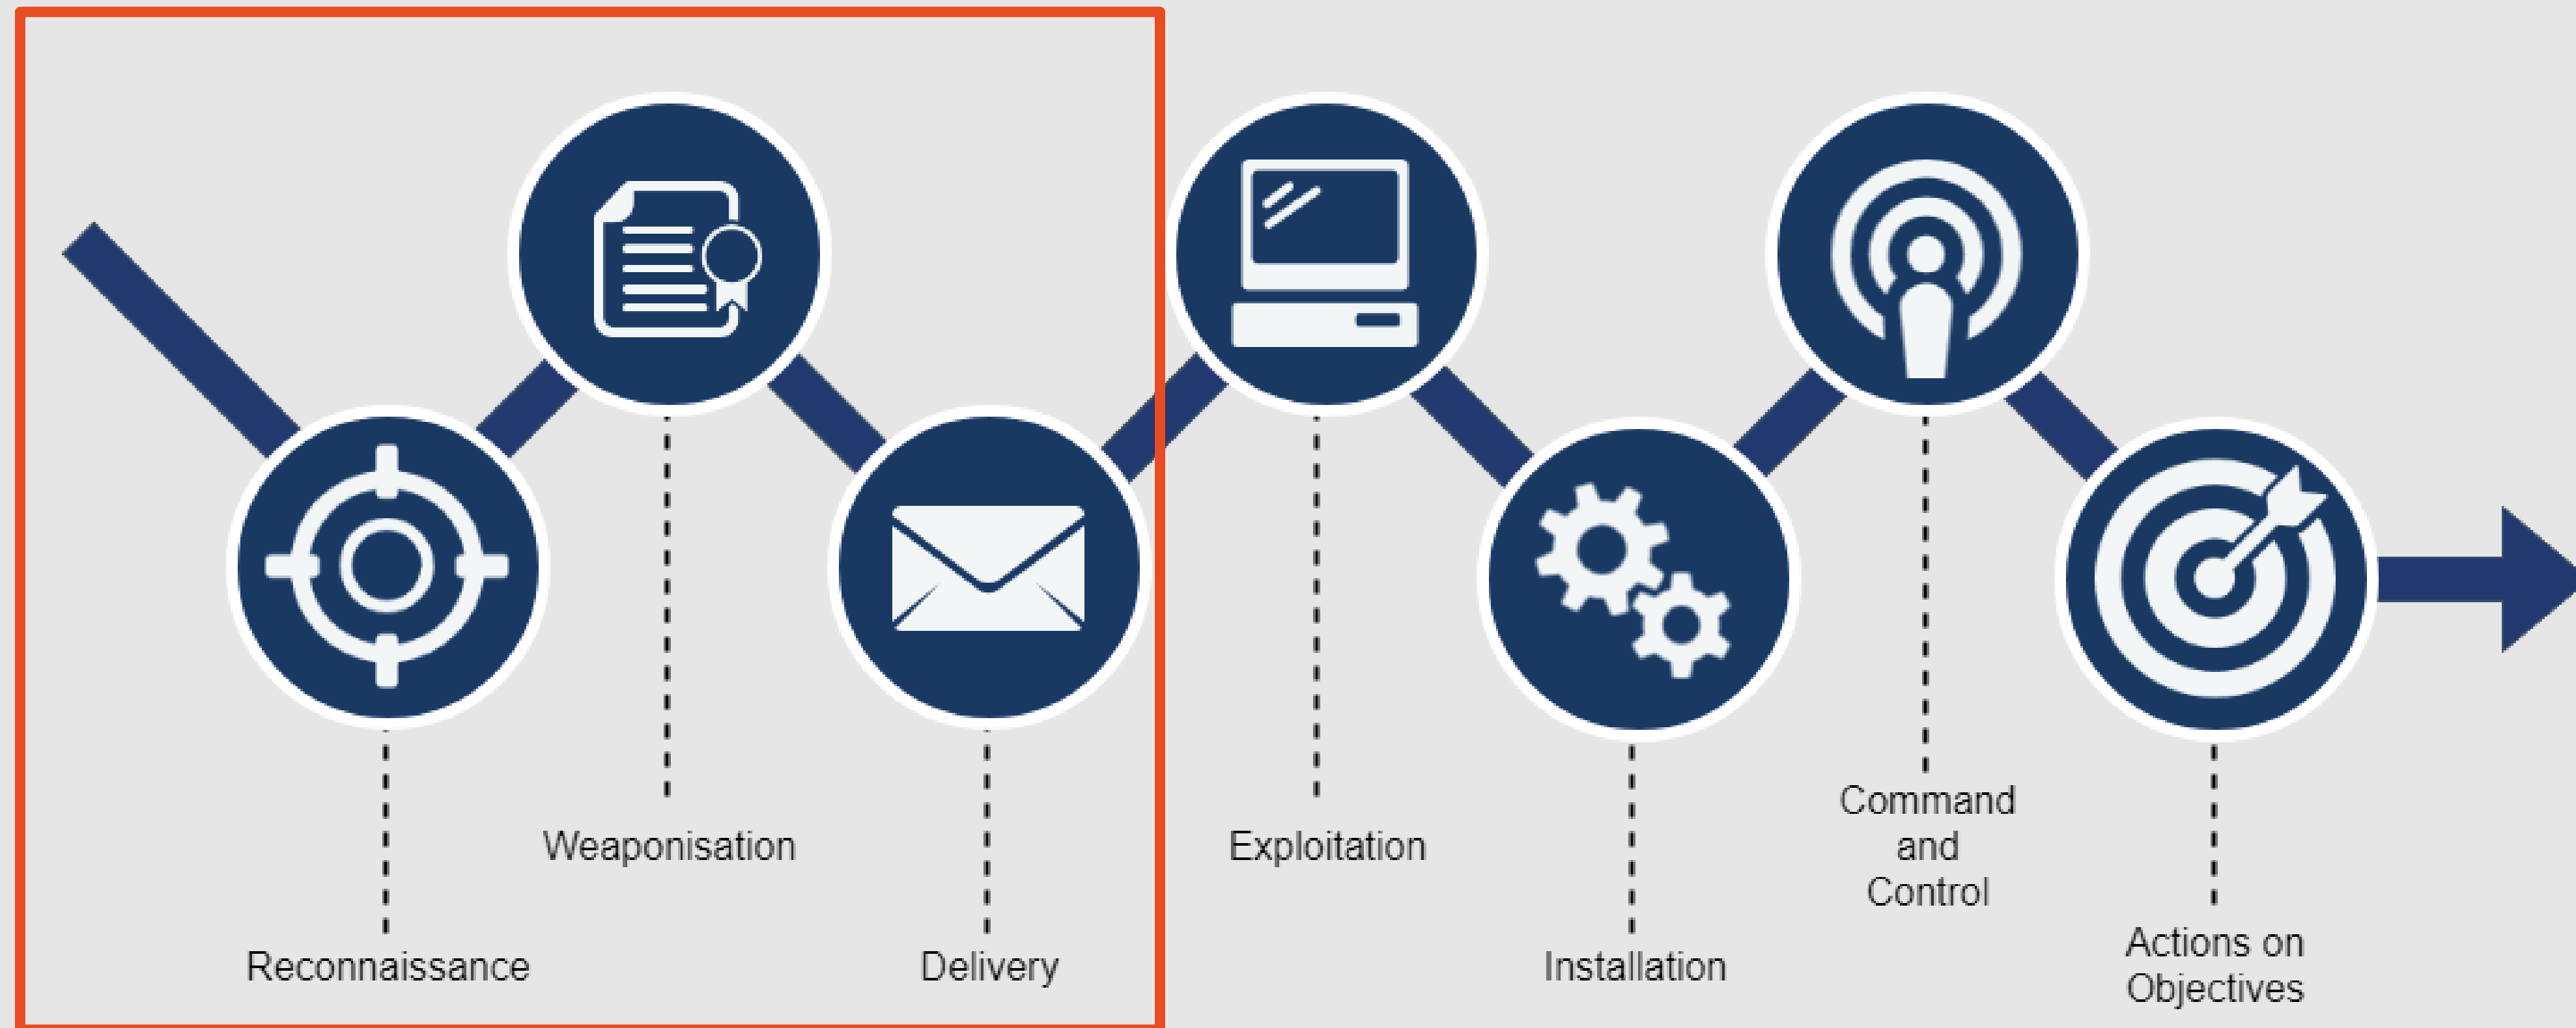 Reconnaissance
Weaponisation
Delivery
Exploitation
Installation
Command
and
Control
Actions on
Objectives